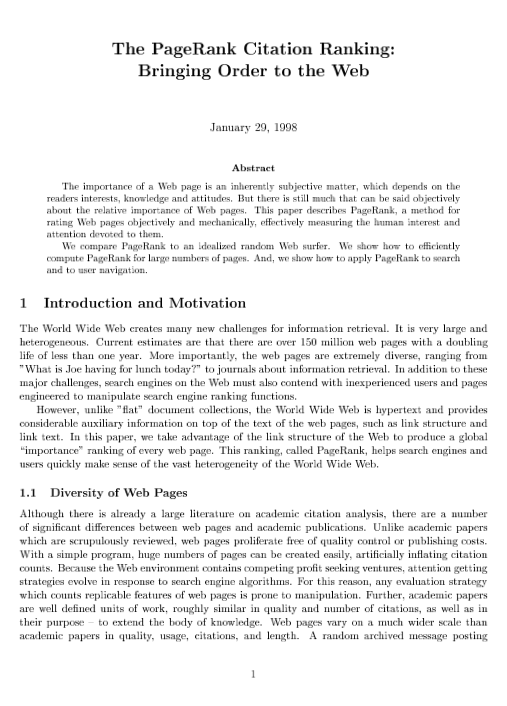 The PageRank Citation Ranking:
Bringing Order to the Web
January 29, 1998
Abstract
The importance of a Web page is an inherently subjective matter, which depends on the
readers interests, knowledge and attitudes. But there is still much that can be said objectively
about the relative importance of Web pages. This paper describes PageRank, a method for
rating Web pages objectively and mechanically, effectively measuring the human interest and
attention devoted to them.
We compare PageRank to an idealized random Web surfer. We show how to efficiently
compute PageRank for large numbers of pages. And, we show how to apply PageRank to search
and to user navigation.
1 Introduction and Motivation
The World Wide Web creates many new challenges for information retrieval. It is very large and
heterogeneous. Current estimates are that there are over 150 million web pages with a doubling
life of less than one year. More importantly, the web pages are extremely diverse, ranging from
"What is Joe having for lunch today?" to journals about information retrieval. In addition to these
major challenges, search engines on the Web must also contend with inexperienced users and pages
engineered to manipulate search engine ranking functions.
However, unlike "flat" document collections, the World Wide Web is hypertext and provides
considerable auxiliary information on top of the text of the web pages, such as link structure and
link text. In this paper, we take advantage of the link structure of the Web to produce a global
“importance” ranking of every web page. This ranking, called PageRank, helps search engines and
users quickly make sense of the vast heterogeneity of the World Wide Web.
1.1 Diversity of Web Pages
Although there is already a large literature on academic citation analysis, there are a number
of significant differences between web pages and academic publications. Unlike academic papers
which are scrupulously reviewed, web pages proliferate free of quality control or publishing costs.
With a simple program, huge numbers of pages can be created easily, artificially inflating citation
counts. Because the Web environment contains competing profit seeking ventures, attention getting
strategies evolve in response to search engine algorithms. For this reason, any evaluation strategy
which counts replicable features of web pages is prone to manipulation. Further, academic papers
are well defined units of work, roughly similar in quality and number of citations, as well as in
their purpose – to extend the body of knowledge. Web pages vary on a much wider scale than
academic papers in quality, usage, citations, and length. A random archived message posting
1